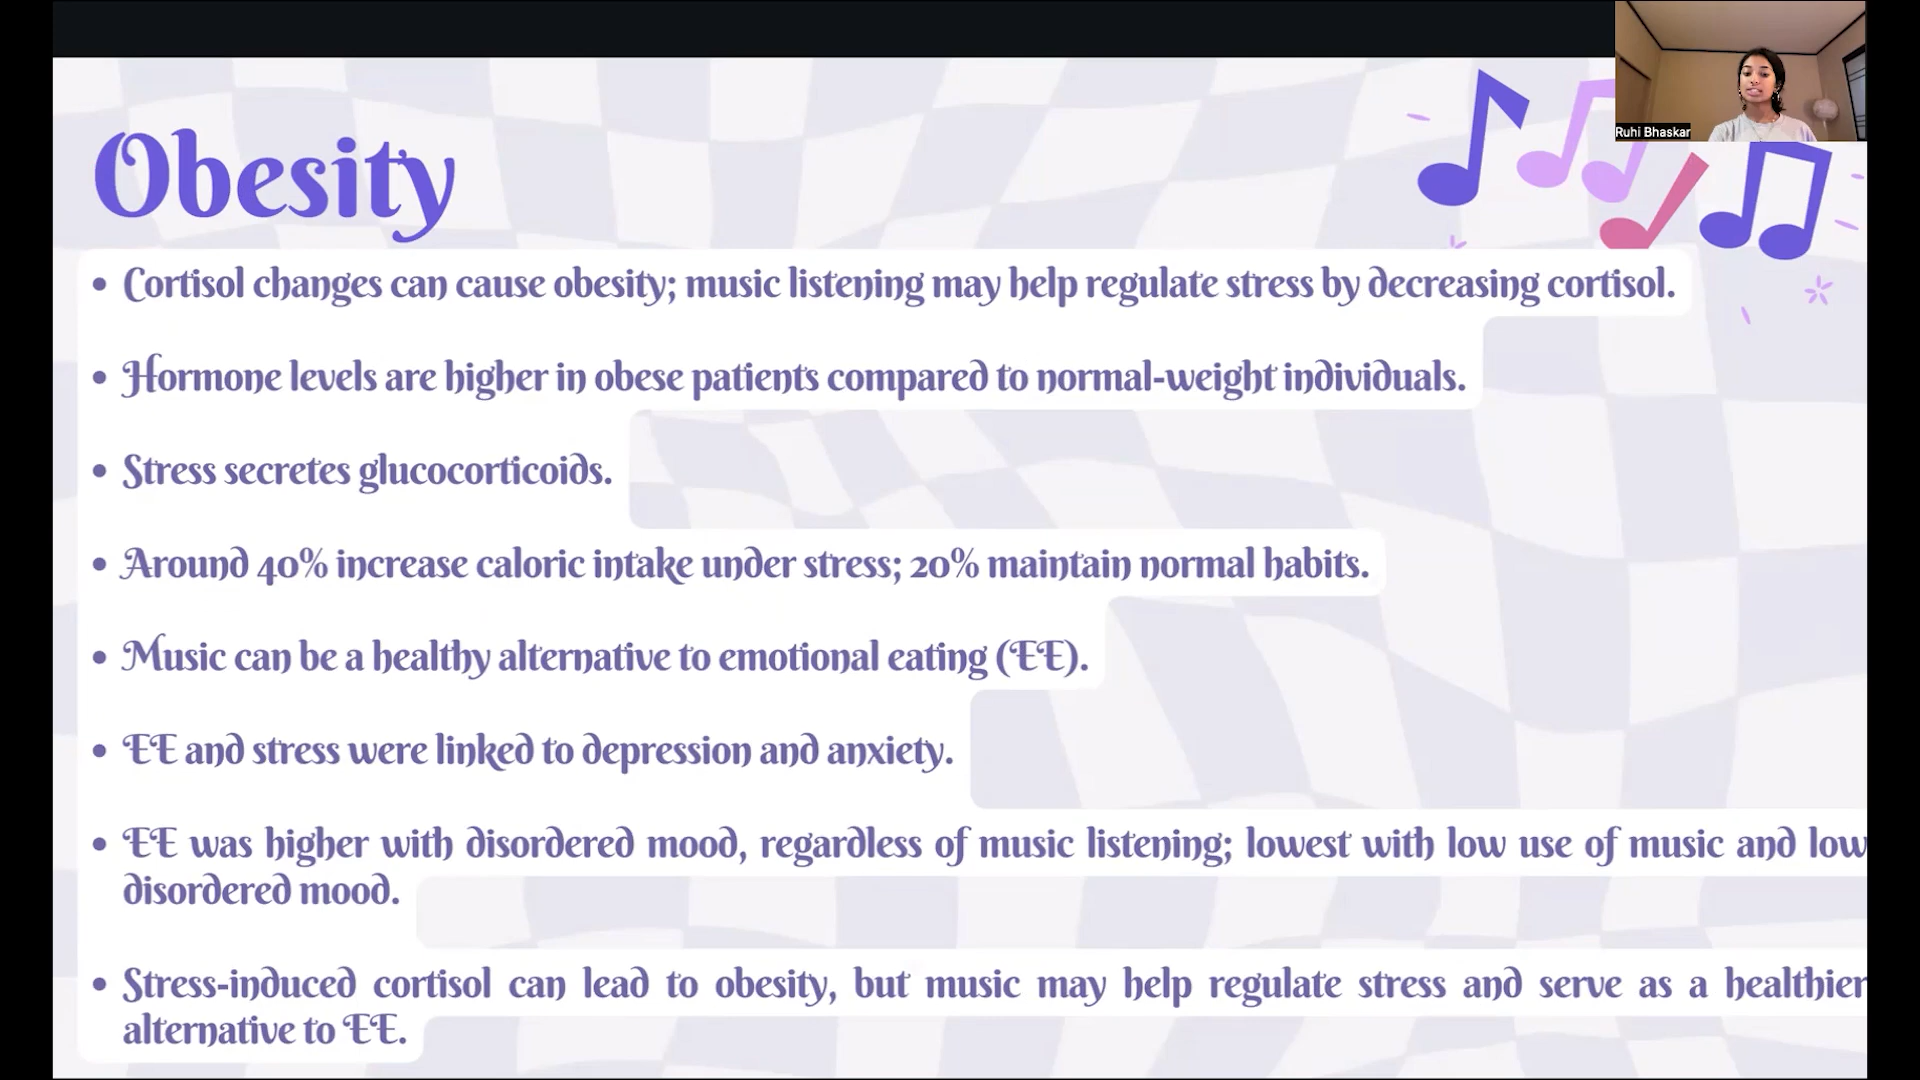 Ruhi Bhaskar
Obesity
• Cortisol changes can cause obesity; music listening may help regulate stress by decreasing cortisol.
• Hormone levels are higher in obese patients compared to normal-weight individuals.
• Stress secretes glucocorticoids.
• Around 40% increase caloric intake under stress; 20% maintain normal habits.
• Music can be a healthy alternative to emotional eating (EE).
• EE and stress were linked to depression and anxiety.
• EE was higher with disordered mood, regardless of music listening; lowest with low use of music and low
disordered mood.
• Stress-induced cortisol can lead to obesity, but music may help regulate stress and serve as a healthier
alternative to EE.